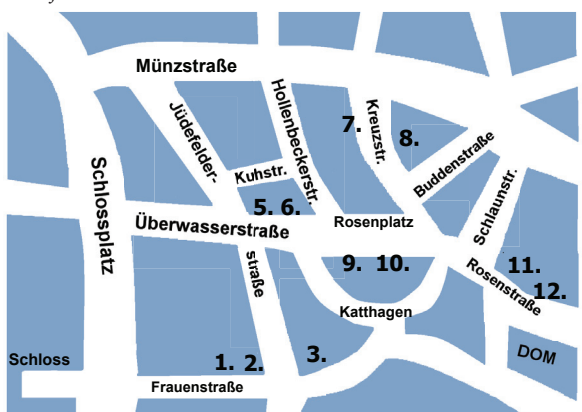 Münzstraße
Jüdefelder-
Hollenbeckerstr.
7.
Kreuzstr.
8.
Schlossplatz
Kuhstr.
Buddenstraße
5. 6.
Rosenplatz
Schlaunstr.
Überwasserstraße
straße
9. 10.
Rosenstraße
11.
12.
Katthagen
Schloss
1. 2.
3.
DOM
Frauenstraße